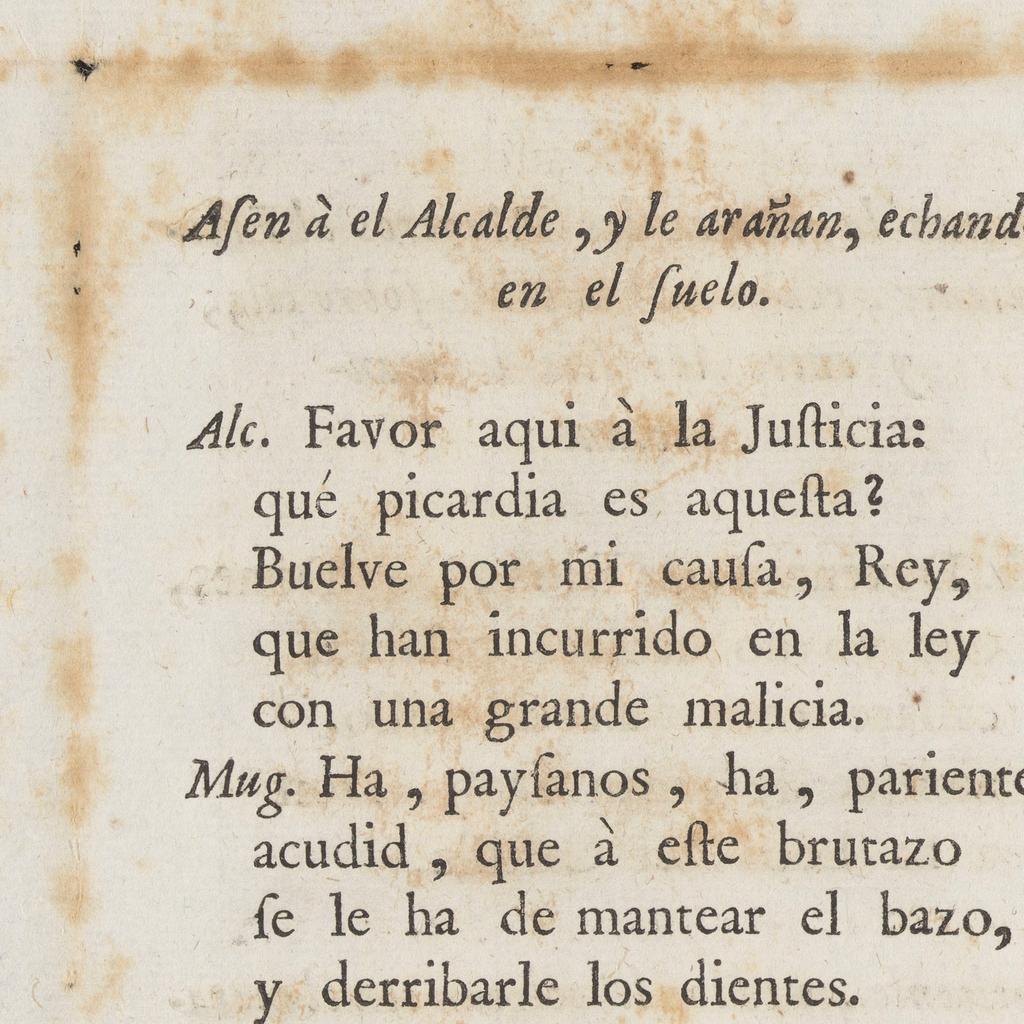 Aſen à el Alcalde , y le arañan, echand
en el ſuelo.
Alc. Favor aqui à la Juſticia:
qué picardia es aqueſta?
Buelve por mi cauſa , Rey,
que han incurrido en la ley
con una grande malicia.
Mug. Ha , payſanos , ha , pariente
acudid , que à eſte brutazo
ſe le ha de mantear el bazo,
y derribarle los dientes.